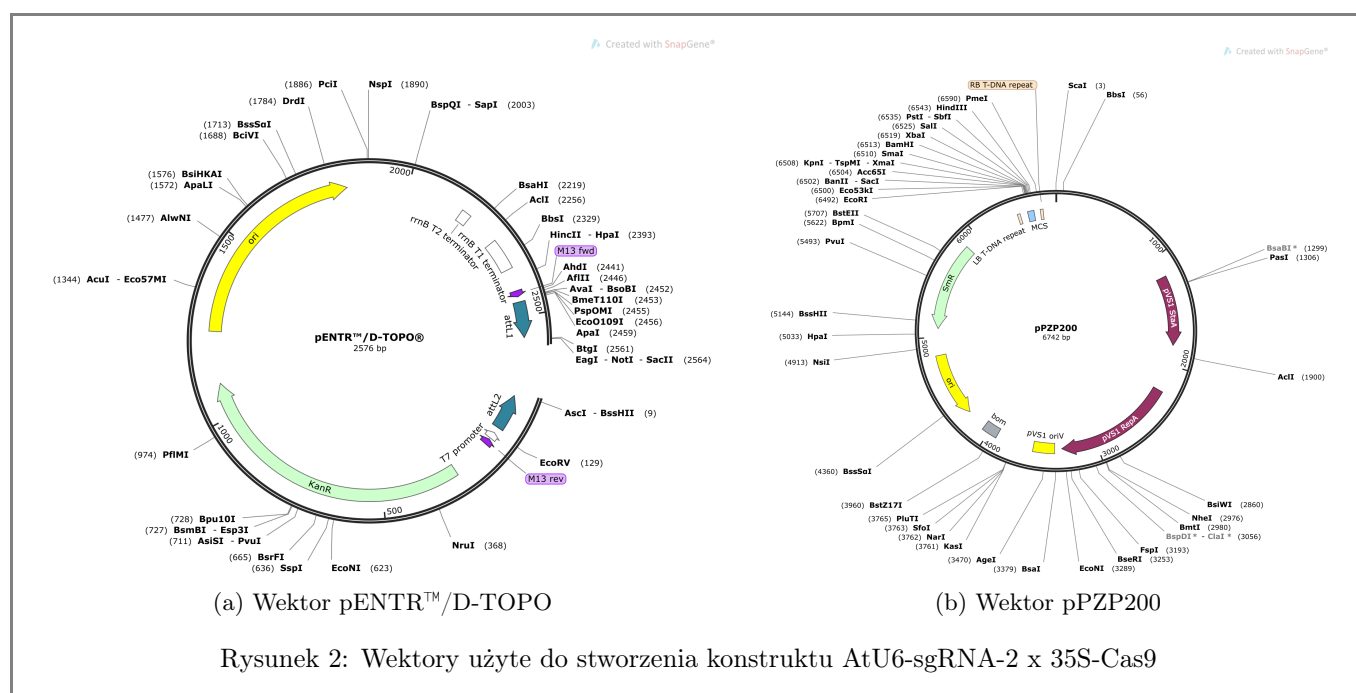 Created with SnapGene®
(1886) PciI
NspI (1890)
(1784) DrdI
BspQI - SapI (2003)
(1713) BssSαI
(1688) BciVI
(1576) BsiHKAI
(1572) ApaLI
(1477) AlwNI
(1344) AcuI - Eco57MI
BsaHI (2219)
AclI (2256)
BbsI (2329)
HincII - HpaI (2393)
M13 fwd
AhdI (2441)
AflII (2446)
AvaI - BsoBI (2452)
BmeT110I (2453)
PspOMI (2455)
EcoO109I (2456)
ApaI (2459)
BtgI (2561)
EagI - NotI - SacII (2564)
2000
1500
2500
1000
500
ori
rrnB T2 terminator
rrnB T1 terminator
attL1
pENTR™/D-TOPO®
2576 bp
attL2
T7 promoter
KanR
AscI - BssHII (9)
EcoRV (129)
M13 rev
(974) PflMI
(728) Bpu10I
(727) BsmBI - Esp3I
(711) AsiSI - PvuI
(665) BsrFI
(636) SspI
EcoNI (623)
NruI (368)
(a) Wektor pENTR™/D-TOPO
Created with SnapGene®
RB T-DNA repeat
ScaI (3)
BbsI (56)
(6590) PmeI
(6543) HindIII
(6535) PstI - SbfI
(6525) SalI
(6519) XbaI
(6513) BamHI
(6510) SmaI
(6508) KpnI - TspMI - XmaI
(6504) Acc65I
(6502) BanII - SacI
(6500) Eco53kI
(6492) EcoRI
(5707) BstEII
(5622) BpmI
(5493) PvuI
(5144) BssHII
(5033) HpaI
(4913) NsiI
LB T-DNA repeat
MCS
6000
1000
5000
2000
4000
3000
SmR
pVS1 StaA
pPZP200
6742 bp
ori
bom
pVS1 oriV
pVS1 RepA
BsaBI * (1299)
PasI (1306)
AclI (1900)
(4360) BssSαI
(3960) BstZ17I
(3765) PluTI
(3763) SfoI
(3762) NarI
(3761) KasI
(3470) AgeI
(3379) BsaI
EcoNI (3289)
BseRI (3253)
FspI (3193)
BspDI * - ClaI * (3056)
BmtI (2980)
NheI (2976)
BsiWI (2860)
(b) Wektor pPZP200
Rysunek 2: Wektory użyte do stworzenia konstruktu AtU6-sgRNA-2 x 35S-Cas9